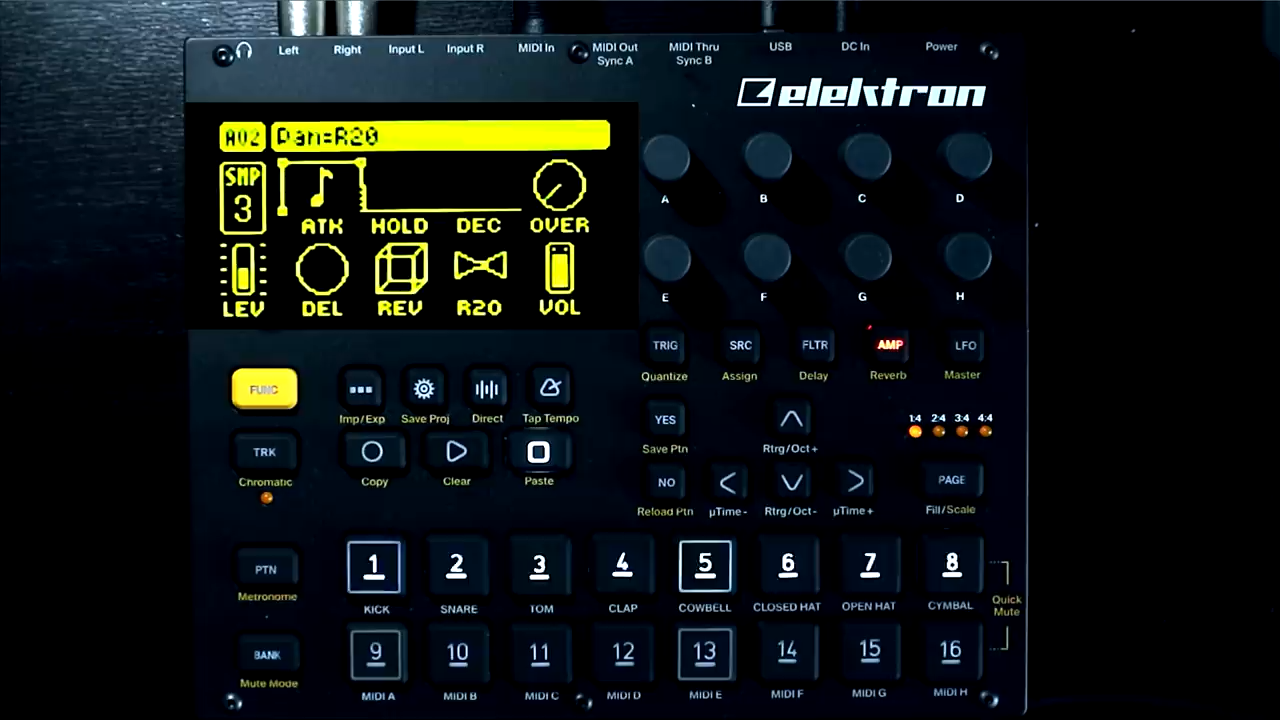 Left Right Input L Input R MIDI In MIDI Out MIDI Thru USB DC In Power
Sync A Sync B
elektron
A02 Pan=R20
SMP
3
ATK HOLD DEC OVER
LEV DEL REV R20 VOL
A B C D
E F G H
TRIG SRC FLTR AMP LFO
Quantize Assign Delay Reverb Master
FUNC
Imp/Exp Save Proj Direct Tap Tempo
YES
Save Ptn Rtrg/Oct+
1:4 2:4 3:4 4:4
TRK
Chromatic Copy Clear Paste
NO PAGE
Reload Ptn µTime- Rtrg/Oct- µTime+ Fill/Scale
PTN
Metronome
1 2 3 4 5 6 7 8
KICK SNARE TOM CLAP COWBELL CLOSED HAT OPEN HAT CYMBAL
Quick
Mute
BANK
Mute Mode
9 10 11 12 13 14 15 16
MIDI A MIDI B MIDI C MIDI D MIDI E MIDI F MIDI G MIDI H